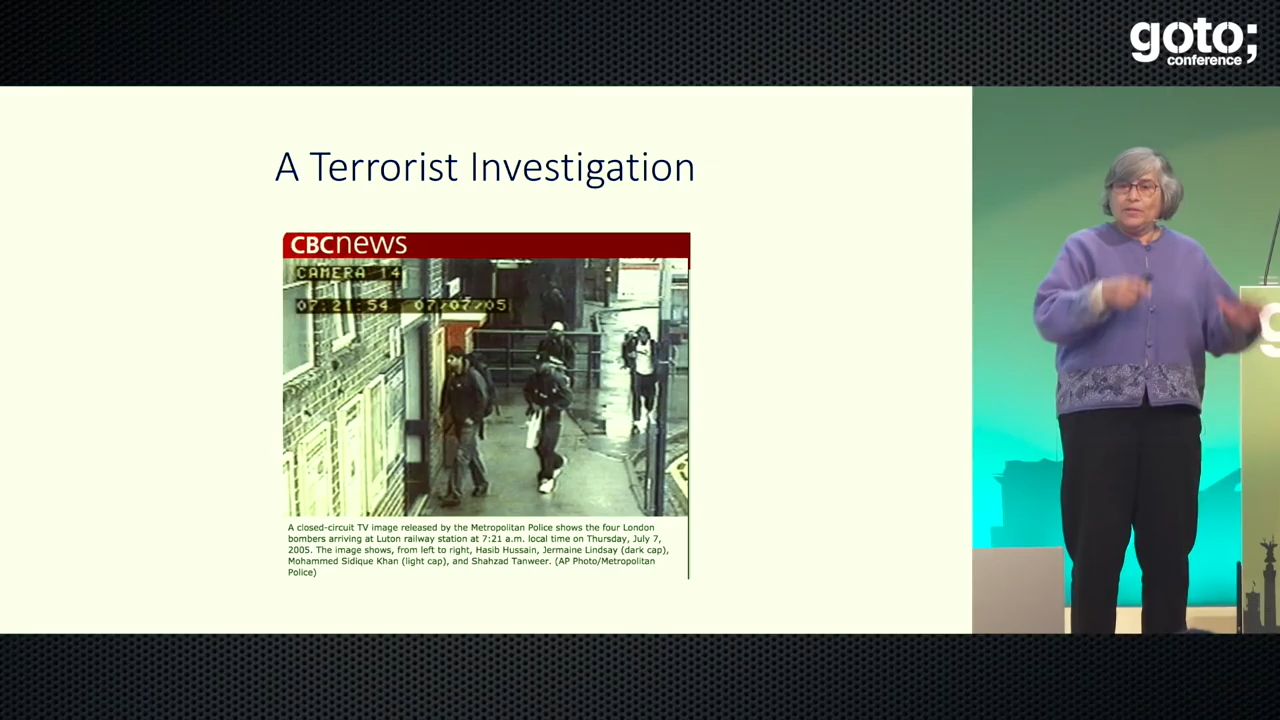 goto;
conference
A Terrorist Investigation
CBCnews
CAMERA 14
07:21:54 07/07/05
A closed-circuit TV image released by the Metropolitan Police shows the four London
bombers arriving at Luton railway station at 7:21 a.m. local time on Thursday, July 7,
2005. The image shows, from left to right, Hasib Hussain, Jermaine Lindsay (dark cap),
Mohammed Sidique Khan (light cap), and Shahzad Tanweer. (AP Photo/Metropolitan
Police)
g